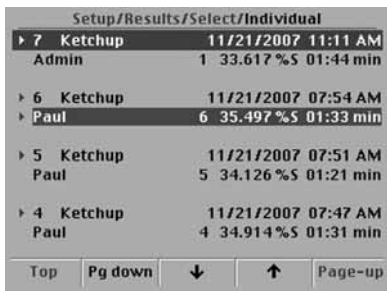 Setup/Results/Select/Individual
7 Ketchup 11/21/2007 11:11 AM
Admin 1 33.617 %S 01:44 min
6 Ketchup 11/21/2007 07:54 AM
Paul 6 35.497 %S 01:33 min
5 Ketchup 11/21/2007 07:51 AM
Paul 5 34.126 %S 01:21 min
4 Ketchup 11/21/2007 07:47 AM
Paul 4 34.914 %S 01:31 min
Top Pg down ↓ ↑ Page-up